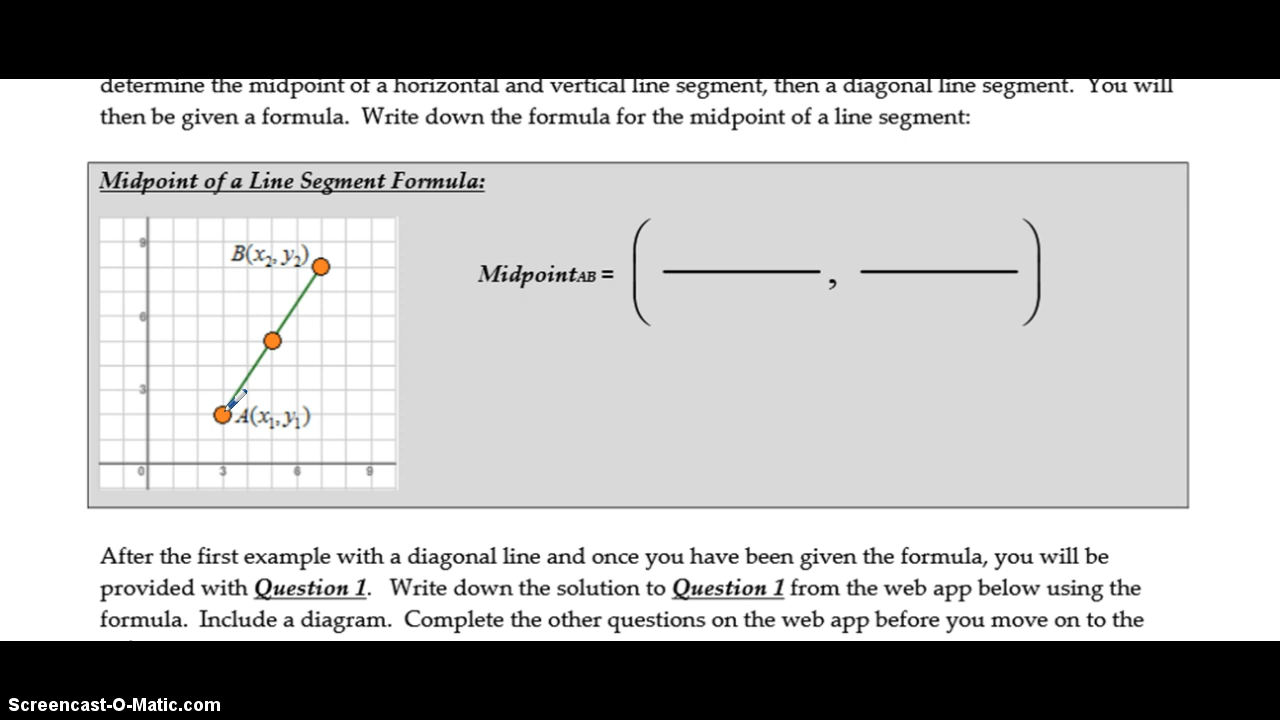 determine the midpoint of a horizontal and vertical line segment, then a diagonal line segment. You will
then be given a formula. Write down the formula for the midpoint of a line segment:
Midpoint of a Line Segment Formula:
9
B(x₂, y₂)
6
3
A(x₁, y₁)
0 3 6 9
MidpointAB = ( ________ , ________ )
After the first example with a diagonal line and once you have been given the formula, you will be
provided with Question 1. Write down the solution to Question 1 from the web app below using the
formula. Include a diagram. Complete the other questions on the web app before you move on to the
Screencast-O-Matic.com